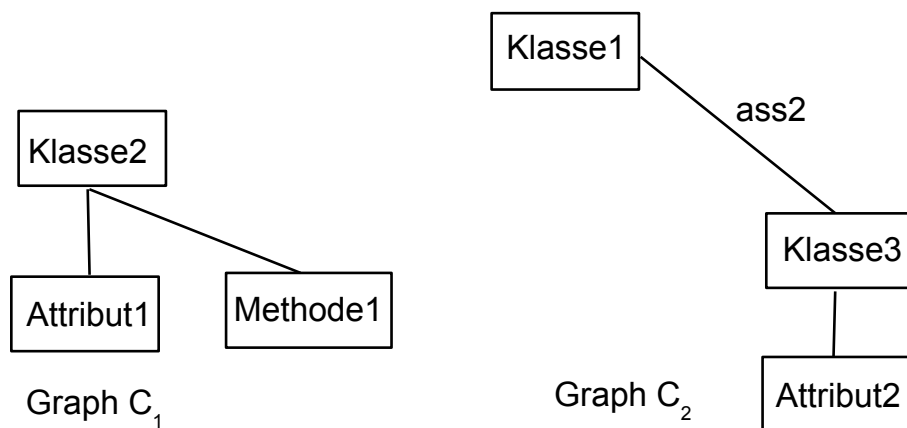 Klasse1
ass2
Klasse2
Klasse3
Attribut1
Methode1
Attribut2
Graph C1
Graph C2